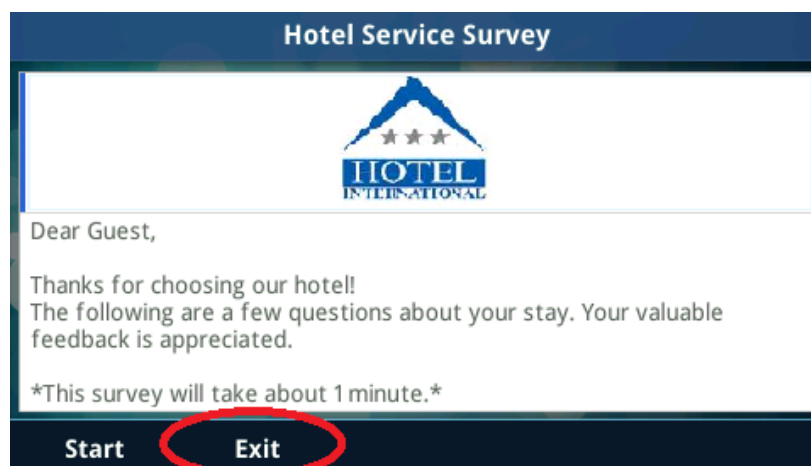 Hotel Service Survey
HOTEL
INTERNATIONAL
Dear Guest,
Thanks for choosing our hotel!
The following are a few questions about your stay. Your valuable
feedback is appreciated.
*This survey will take about 1 minute.*
Start Exit